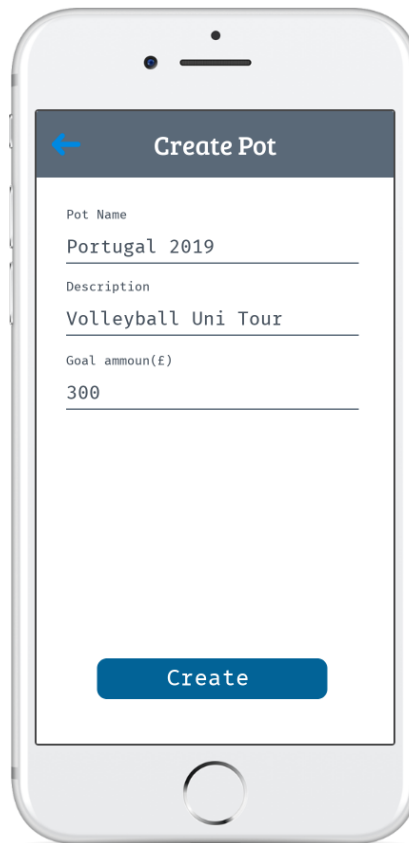 Create Pot
Pot Name
Portugal 2019
Description
Volleyball Uni Tour
Goal ammoun(£)
300
Create